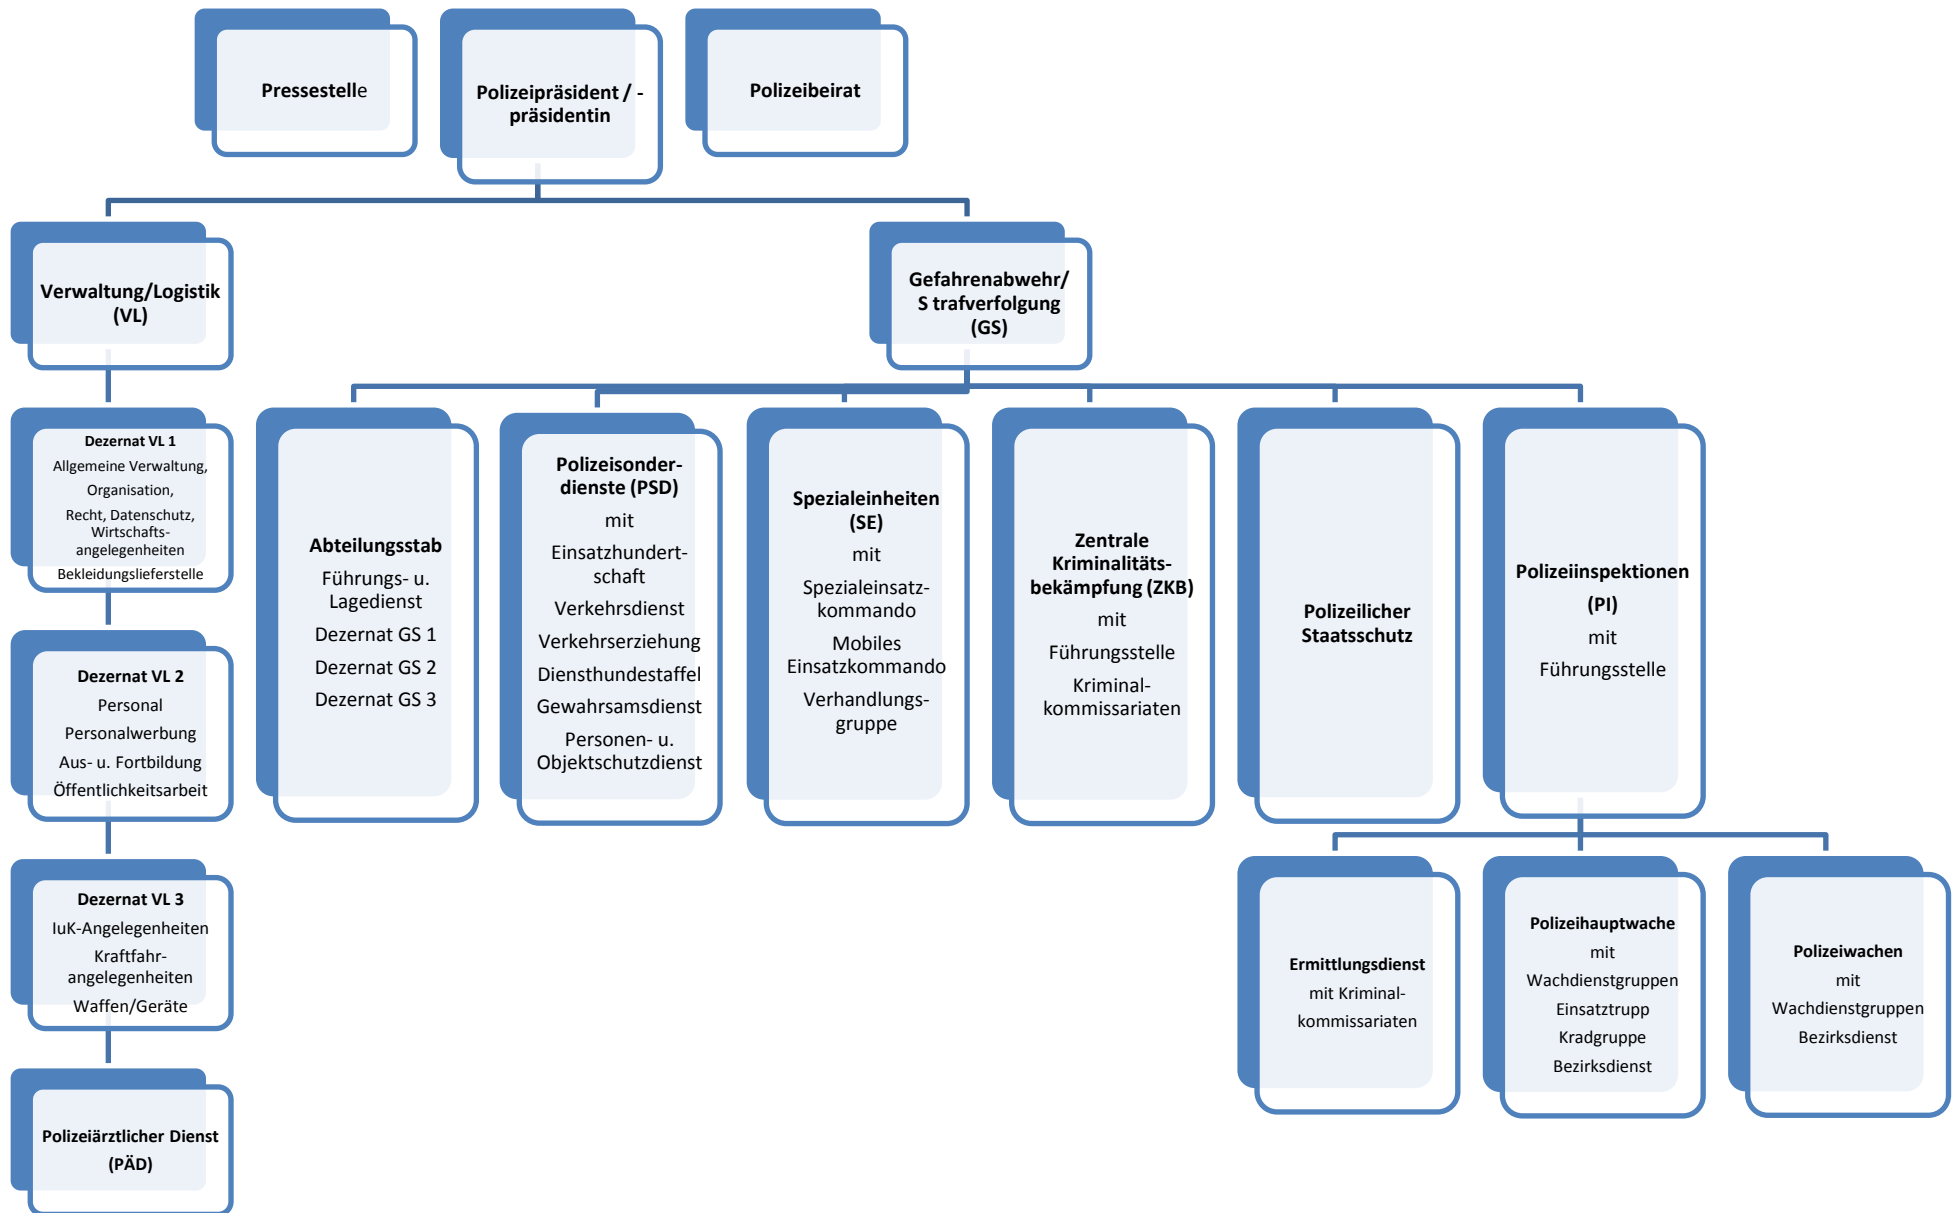 Pressestelle
Polizeipräsident / -
präsidentin
Polizeibeirat
Verwaltung/Logistik
(VL)
Gefahrenabwehr/
S trafverfolgung
(GS)
Dezernat VL 1
Allgemeine Verwaltung,
Organisation,
Recht, Datenschutz,
Wirtschafts-
angelegenheiten
Bekleidungslieferstelle
Dezernat VL 2
Personal
Personalwerbung
Aus- u. Fortbildung
Öffentlichkeitsarbeit
Dezernat VL 3
IuK-Angelegenheiten
Kraftfahr-
angelegenheiten
Waffen/Geräte
Polizeiärztlicher Dienst
(PÄD)
Abteilungsstab
Führungs- u.
Lagedienst
Dezernat GS 1
Dezernat GS 2
Dezernat GS 3
Polizeisonder-
dienste (PSD)
mit
Einsatzhundert-
schaft
Verkehrsdienst
Verkehrserziehung
Diensthundestaffel
Gewahrsamsdienst
Personen- u.
Objektschutzdienst
Spezialeinheiten
(SE)
mit
Spezialeinsatz-
kommando
Mobiles
Einsatzkommando
Verhandlungs-
gruppe
Zentrale
Kriminalitäts-
bekämpfung (ZKB)
mit
Führungsstelle
Kriminal-
kommissariaten
Polizeilicher
Staatsschutz
Polizeiinspektionen
(PI)
mit
Führungsstelle
Ermittlungsdienst
mit Kriminal-
kommissariaten
Polizeihauptwache
mit
Wachdienstgruppen
Einsatztrupp
Kradgruppe
Bezirksdienst
Polizeiwachen
mit
Wachdienstgruppen
Bezirksdienst